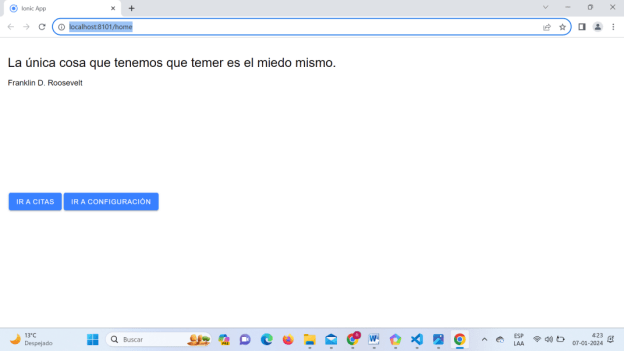 Ionic App
localhost:8101/home
La única cosa que tenemos que temer es el miedo mismo.
Franklin D. Roosevelt
IR A CITAS IR A CONFIGURACIÓN
13°C
Despejado
Buscar
ESP
LAA
4:23
07-01-2024